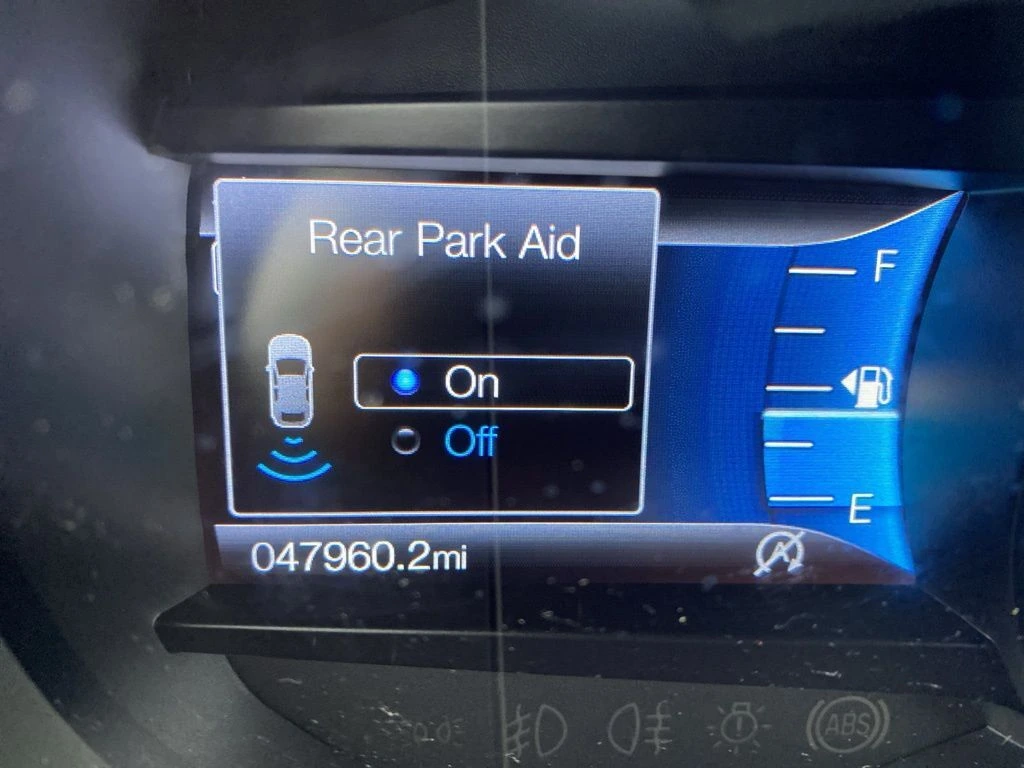 Rear Park Aid
F
On
Off
E
047960.2mi
A
ABS